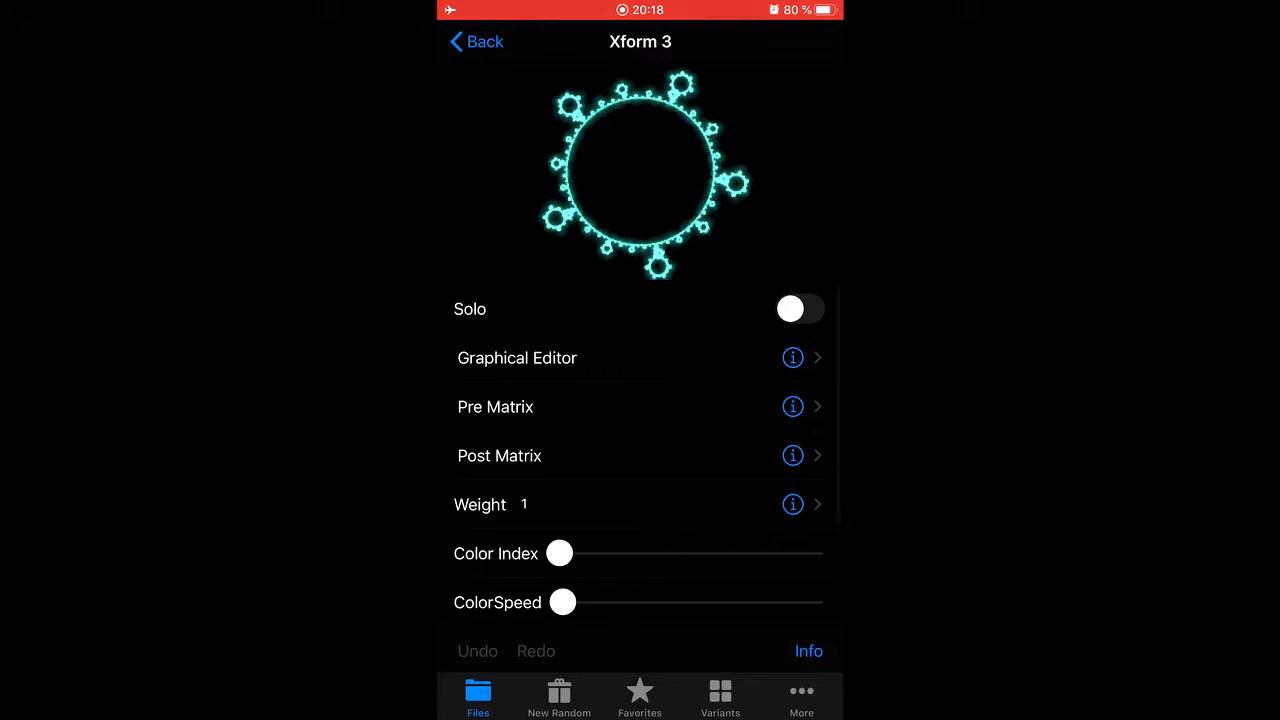 20:18 80 %
Back Xform 3
Solo
Graphical Editor
Pre Matrix
Post Matrix
Weight 1
Color Index
ColorSpeed
Undo Redo Info
Files New Random Favorites Variants More